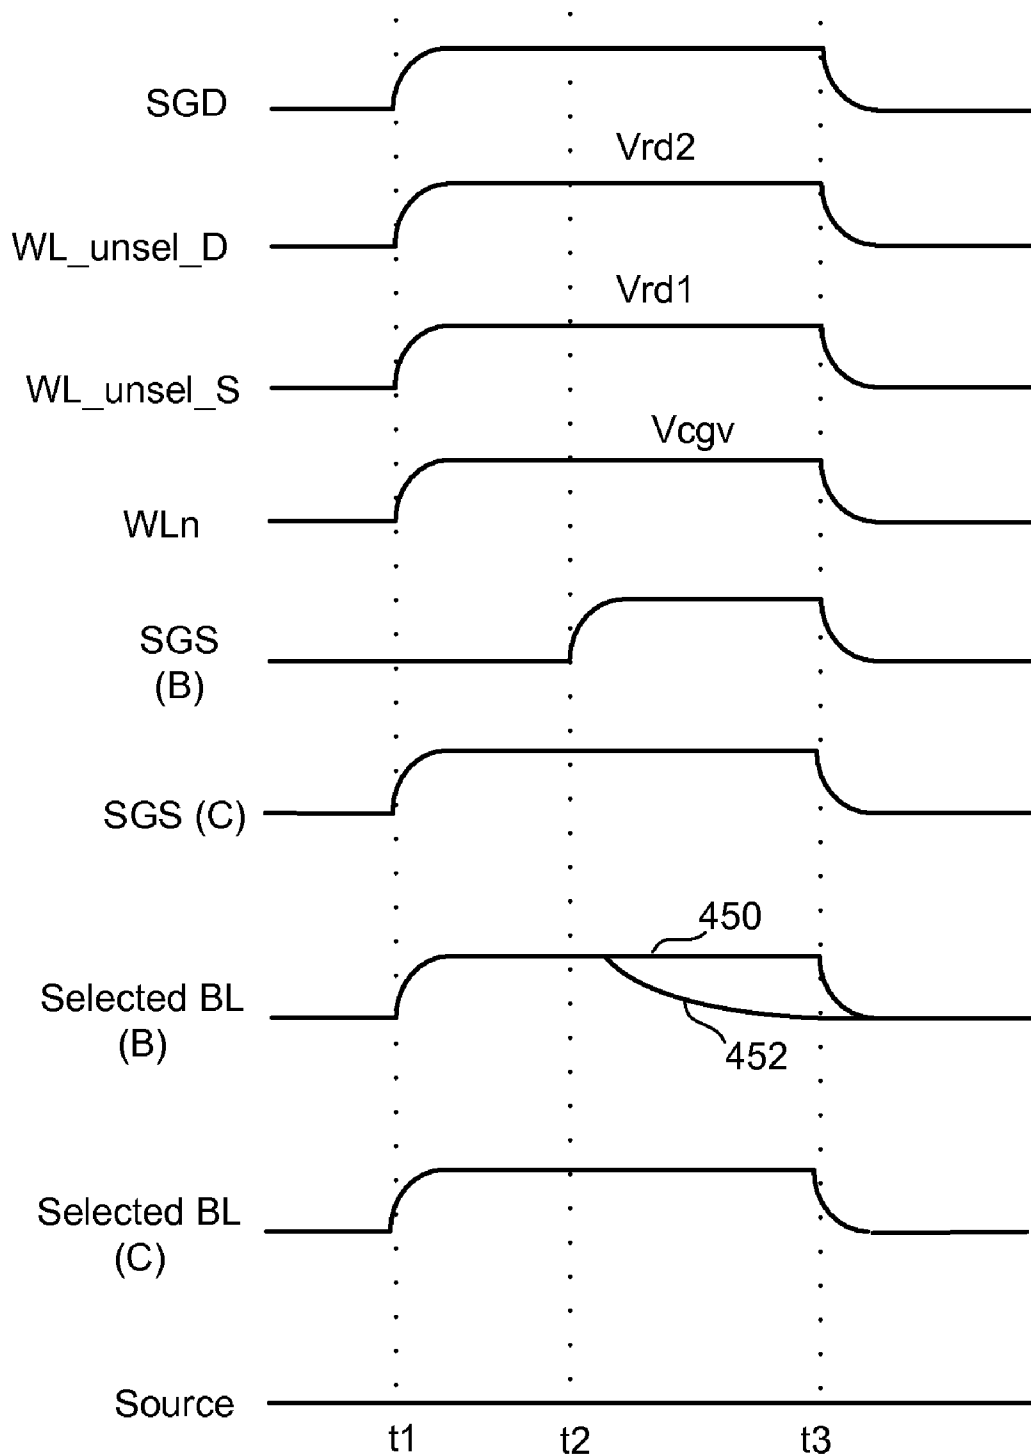 SGD
Vrd2
WL_unsel_D
Vrd1
WL_unsel_S
Vcgv
WLn
SGS
(B)
SGS (C)
450
Selected BL
(B)
452
Selected BL
(C)
Source
t1 t2 t3